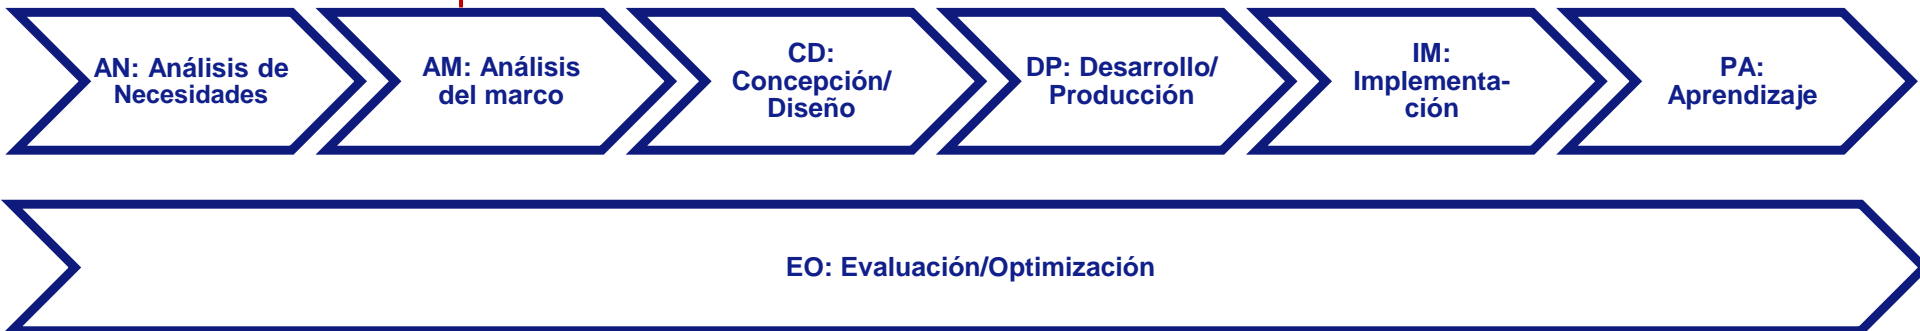 AN: Análisis de
Necesidades
AM: Análisis
del marco
CD:
Concepción/
Diseño
DP: Desarrollo/
Producción
IM:
Implementa-
ción
PA:
Aprendizaje
EO: Evaluación/Optimización